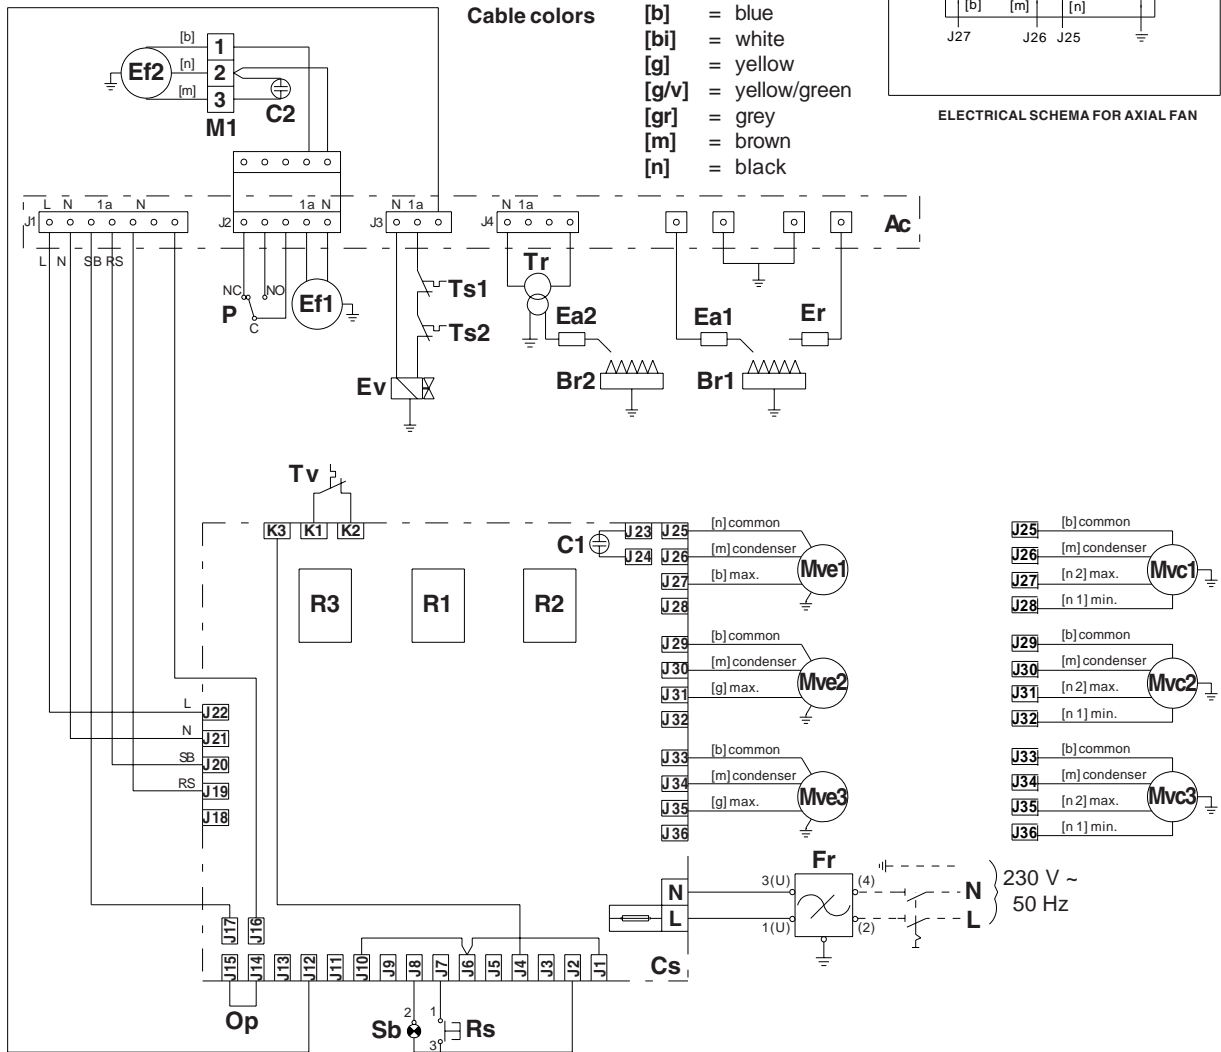 Cable colors
[b] = blue
[bi] = white
[g] = yellow
[g/v] = yellow/green
[gr] = grey
[m] = brown
[n] = black
[b] [m] [n]
J27 J26 J25
ELECTRICAL SCHEMA FOR AXIAL FAN
[b] 1
Ef2 [n] 2
[m] 3
C2
M1
L N 1a N 1a N N 1a N 1a
J1 J2 J3 J4 Ac
L N SB RS
NC NO
P C Ef1
Ts1
Ts2
Tr
Ea2 Ea1 Er
Ev Br2 Br1
Tv
K3 K1 K2
C1 J23 J24
R3 R1 R2
J25 [n] common
J26 [m] condenser Mve1
J27 [b] max.
J28
J29 [b] common
J30 [m] condenser Mve2
J31 [g] max.
J32
J33 [b] common
J34 [m] condenser Mve3
J35 [g] max.
J36
J25 [b] common
J26 [m] condenser Mvc1
J27 [n 2] max.
J28 [n 1] min.
J29 [b] common
J30 [m] condenser Mvc2
J31 [n 2] max.
J32 [n 1] min.
J33 [b] common
J34 [m] condenser Mvc3
J35 [n 2] max.
J36 [n 1] min.
L J22
N J21
SB J20
RS J19
J18
Fr
N 3(U) (4) N
L 1(U) (2) L
230 V ~
50 Hz
J17 J16
J15 J14 J13 J12 J11 J10 J9 J8 J7 J6 J5 J4 J3 J2 J1
Cs
Op
2 1
Sb Rs
3